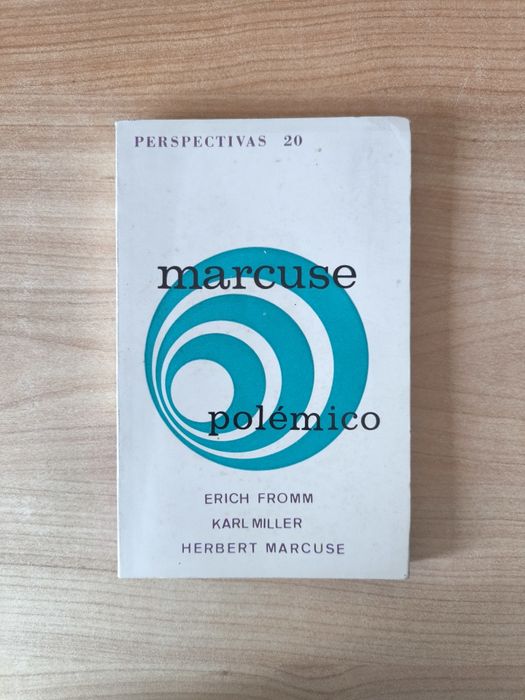 PERSPECTIVAS 20
marcuse
polémico
ERICH FROMM
KARL MILLER
HERBERT MARCUSE